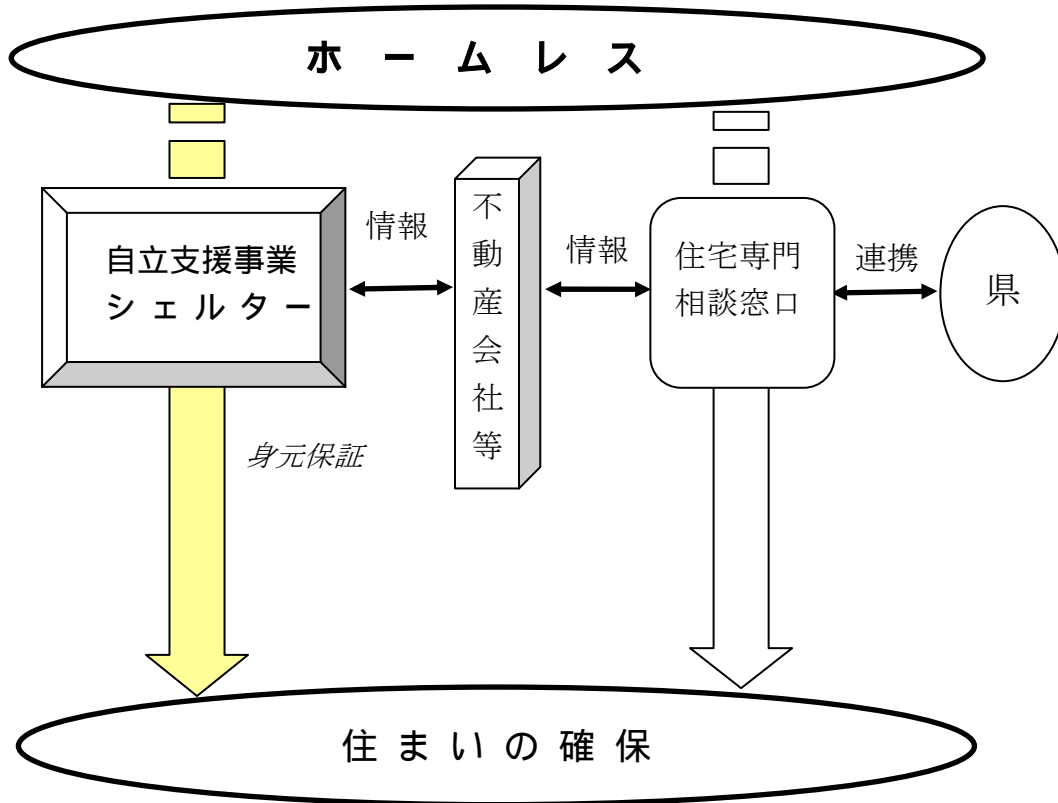 ホームレス
自立支援事業
シェルター
情報
不動産会社等
情報
住宅専門
相談窓口
連携
県
身元保証
住まいの確保